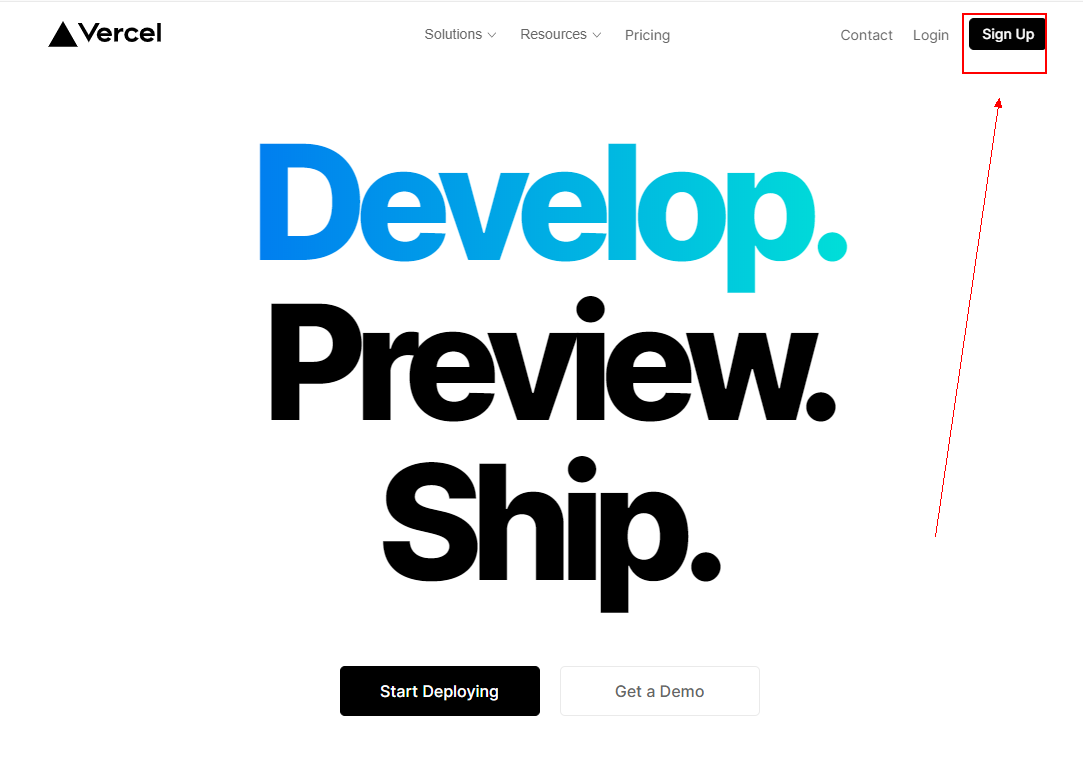 Vercel
Solutions Resources Pricing
Contact Login Sign Up
Develop.
Preview.
Ship.
Start Deploying
Get a Demo